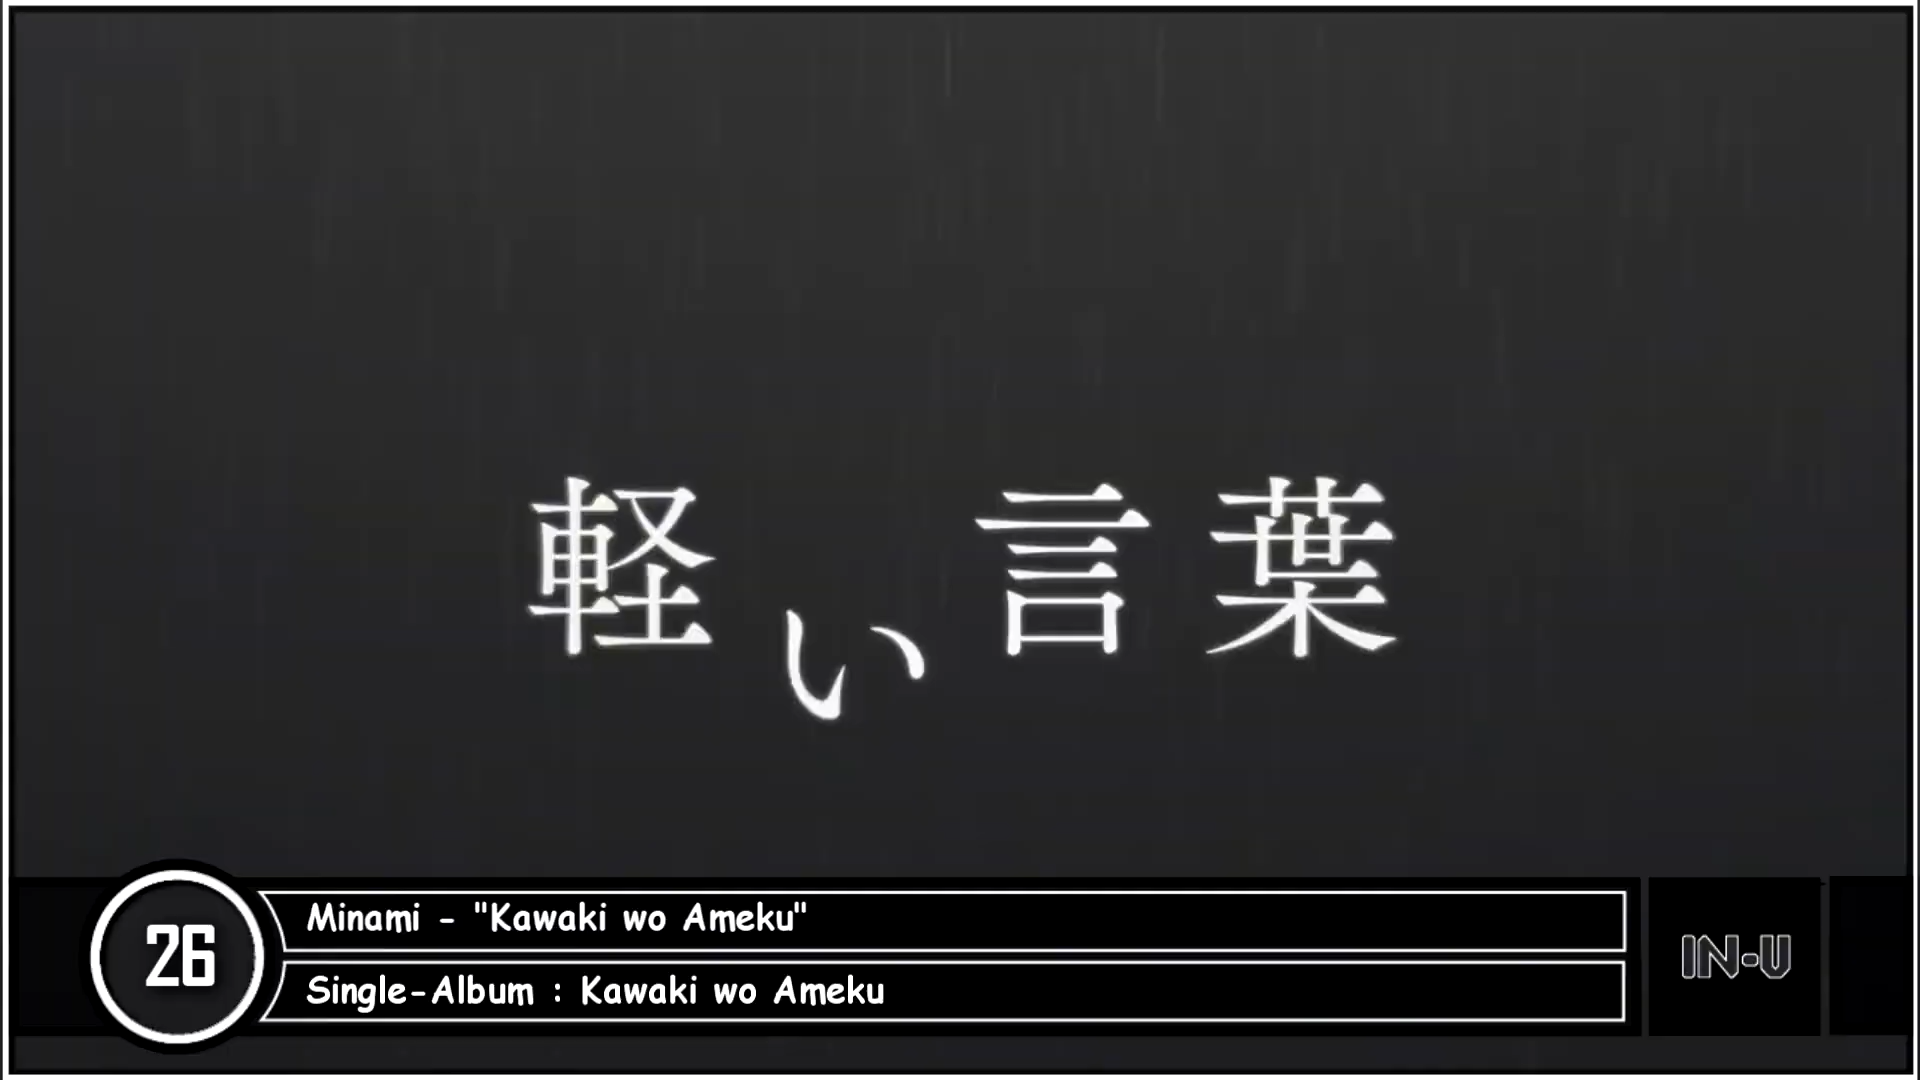 軽い言葉
26
Minami - "Kawaki wo Ameku"
Single-Album : Kawaki wo Ameku
IN-U